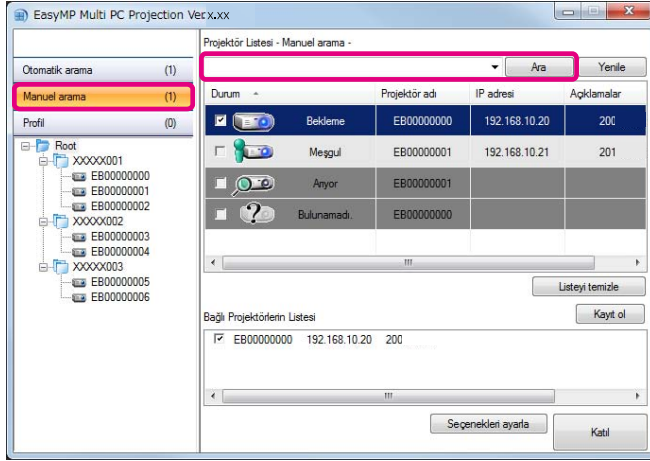 EasyMP Multi PC Projection Ver.x.xx
Projektör Listesi - Manuel arama -
Otomatik arama (1)
Manuel arama (1)
Profil (0)
Root
XXXXX001
EB00000000
EB00000001
EB00000002
XXXXX002
EB00000003
EB00000004
XXXXX003
EB00000005
EB00000006
Ara
Yenile
Durum Projektör adı IP adresi Açıklamalar
Bekleme EB00000000 192.168.10.20 200
Meşgul EB00000001 192.168.10.21 201
Arıyor EB00000001
Bulunamadı. EB00000000
Listeyi temizle
Bağlı Projektörlerin Listesi
Kayıt ol
EB00000000 192.168.10.20 200
Seçenekleri ayarla
Katıl